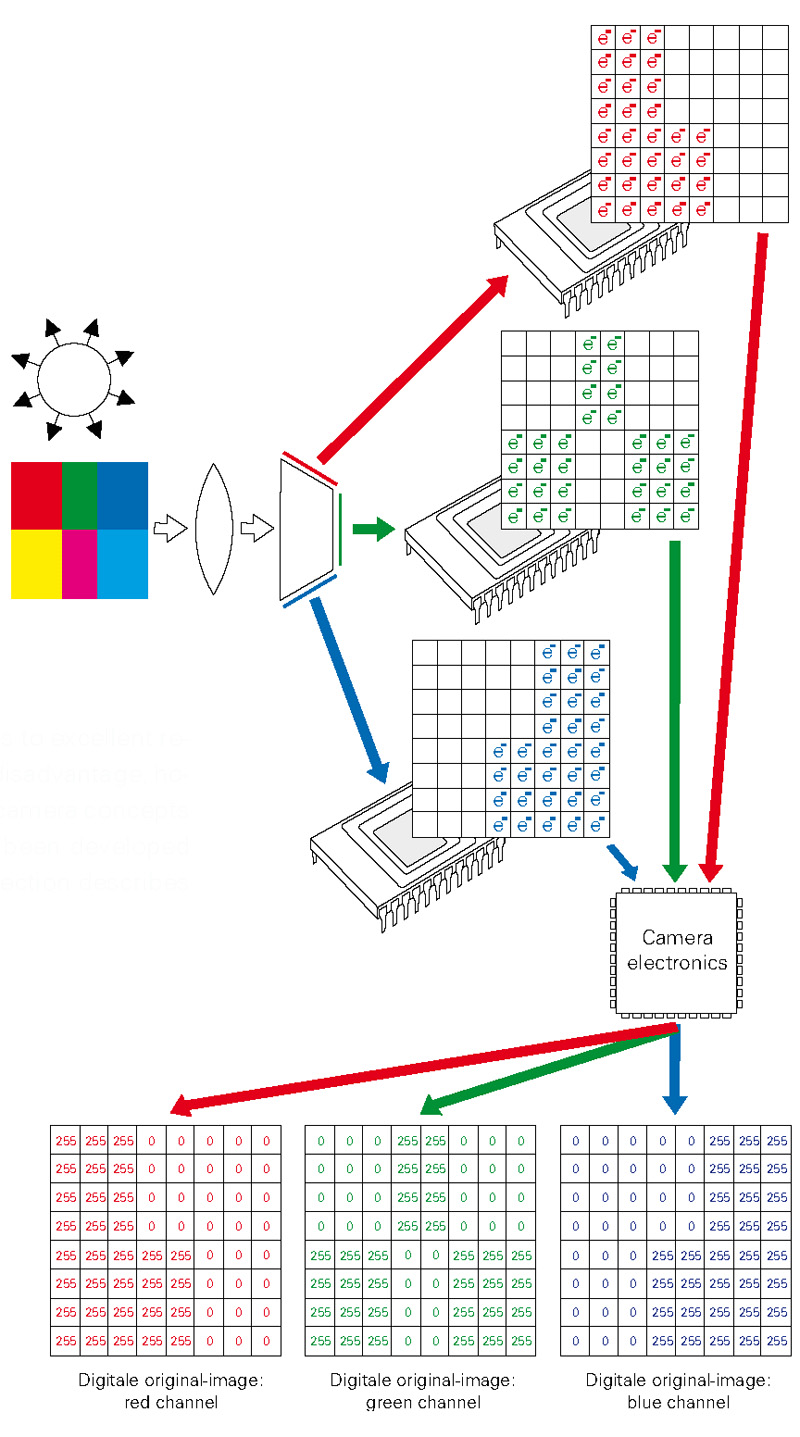 e⁻ e⁻ e⁻
e⁻ e⁻ e⁻
e⁻ e⁻ e⁻
e⁻ e⁻ e⁻
e⁻ e⁻ e⁻ e⁻ e⁻
e⁻ e⁻ e⁻ e⁻ e⁻
e⁻ e⁻ e⁻ e⁻ e⁻
e⁻ e⁻ e⁻ e⁻ e⁻
e⁻ e⁻
e⁻ e⁻
e⁻ e⁻
e⁻ e⁻
e⁻ e⁻ e⁻ e⁻ e⁻ e⁻
e⁻ e⁻ e⁻ e⁻ e⁻ e⁻
e⁻ e⁻ e⁻ e⁻ e⁻ e⁻
e⁻ e⁻ e⁻ e⁻ e⁻ e⁻
e⁻ e⁻ e⁻
e⁻ e⁻ e⁻
e⁻ e⁻ e⁻
e⁻ e⁻ e⁻
e⁻ e⁻ e⁻ e⁻ e⁻
e⁻ e⁻ e⁻ e⁻ e⁻
e⁻ e⁻ e⁻ e⁻ e⁻
e⁻ e⁻ e⁻ e⁻ e⁻
to excellent re-
concepts
Camera
electronics
255 255 255 0 0 0 0 0
255 255 255 0 0 0 0 0
255 255 255 0 0 0 0 0
255 255 255 0 0 0 0 0
255 255 255 255 255 0 0 0
255 255 255 255 255 0 0 0
255 255 255 255 255 0 0 0
255 255 255 255 255 0 0 0
Digitale original-image:
red channel
0 0 0 255 255 0 0 0
0 0 0 255 255 0 0 0
0 0 0 255 255 0 0 0
0 0 0 255 255 0 0 0
255 255 255 0 0 255 255 255
255 255 255 0 0 255 255 255
255 255 255 0 0 255 255 255
255 255 255 0 0 255 255 255
Digitale original-image:
green channel
0 0 0 0 0 255 255 255
0 0 0 0 0 255 255 255
0 0 0 0 0 255 255 255
0 0 0 0 0 255 255 255
0 0 0 255 255 255 255 255
0 0 0 255 255 255 255 255
0 0 0 255 255 255 255 255
0 0 0 255 255 255 255 255
Digitale original-image:
blue channel